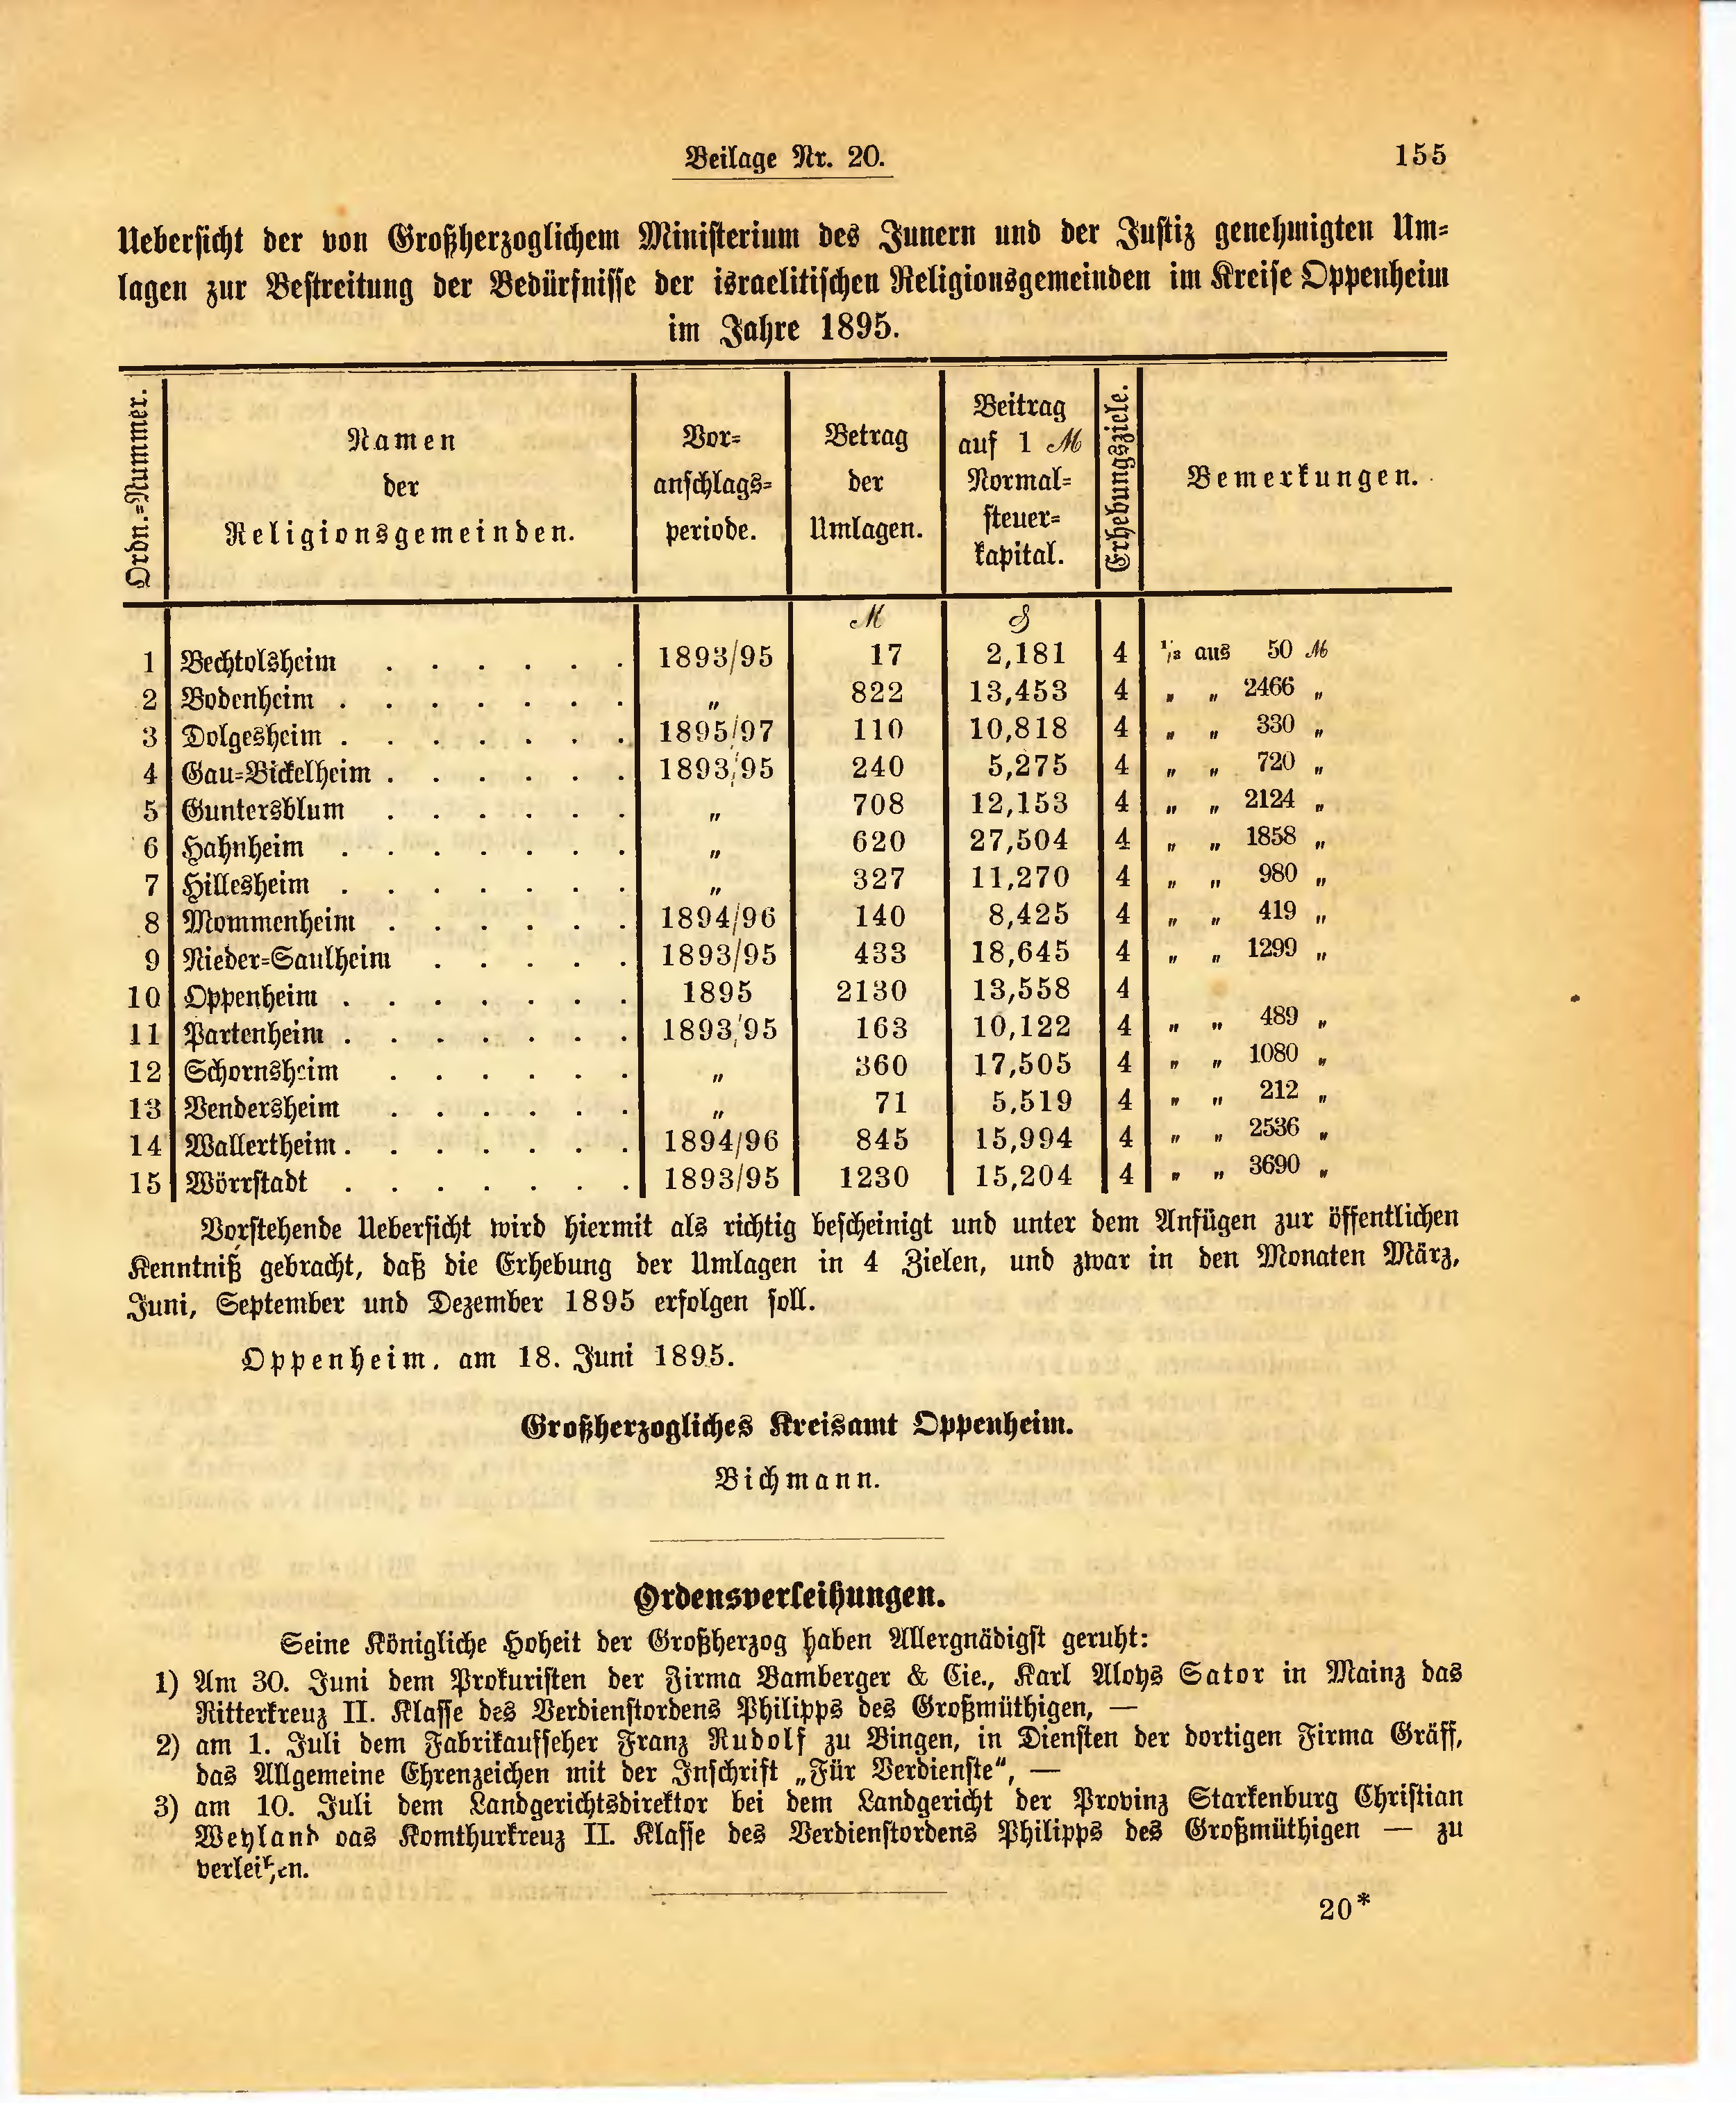 Beilage Nr. 20. 155
Uebersicht der von Großherzoglichem Ministerium des Innern und der Justiz genehmigten Um=
lagen zur Bestreitung der Bedürfnisse der israelitischen Religionsgemeinden im Kreise Oppenheim
im Jahre 1895.
Ordn.=Nummer. Namen der Religionsgemeinden. Vor=anschlags=periode. Betrag der Umlagen. Beitrag auf 1 ℳ Normal=steuer=kapital. Erhebungsziele. Bemerkungen.
ℳ ₰
1 Bechtolsheim . . . . . . 1893/95 17 2,181 4 1/3 aus 50 ℳ
2 Bodenheim . . . . . . . „ 822 13,453 4 „ „ 2466 „
3 Dolgesheim . . . . . . . 1895/97 110 10,818 4 „ „ 330 „
4 Gau=Bickelheim . . . . . . 1893/95 240 5,275 4 „ „ 720 „
5 Guntersblum . . . . . . „ 708 12,153 4 „ „ 2124 „
6 Hahnheim . . . . . . . „ 620 27,504 4 „ „ 1858 „
7 Hillesheim . . . . . . . „ 327 11,270 4 „ „ 980 „
8 Mommenheim . . . . . . 1894/96 140 8,425 4 „ „ 419 „
9 Nieder=Saulheim . . . . . 1893/95 433 18,645 4 „ „ 1299 „
10 Oppenheim . . . . . . . 1895 2130 13,558 4
11 Partenheim . . . . . . . 1893/95 163 10,122 4 „ „ 489 „
12 Schornsheim . . . . . . „ 360 17,505 4 „ „ 1080 „
13 Vendersheim . . . . . . „ 71 5,519 4 „ „ 212 „
14 Wallertheim . . . . . . . 1894/96 845 15,994 4 „ „ 2536 „
15 Wörrstadt . . . . . . . 1893/95 1230 15,204 4 „ „ 3690 „
Vorstehende Uebersicht wird hiermit als richtig bescheinigt und unter dem Anfügen zur öffentlichen
Kenntniß gebracht, daß die Erhebung der Umlagen in 4 Zielen, und zwar in den Monaten März,
Juni, September und Dezember 1895 erfolgen soll.
Oppenheim, am 18. Juni 1895.
Großherzogliches Kreisamt Oppenheim.
Bichmann.
Ordensverleihungen.
Seine Königliche Hoheit der Großherzog haben Allergnädigst geruht:
1) Am 30. Juni dem Prokuristen der Firma Bamberger & Cie., Karl Aloys Sator in Mainz das
Ritterkreuz II. Klasse des Verdienstordens Philipps des Großmüthigen, —
2) am 1. Juli dem Fabrikaufseher Franz Rudolf zu Bingen, in Diensten der dortigen Firma Gräff,
das Allgemeine Ehrenzeichen mit der Inschrift „Für Verdienste“, —
3) am 10. Juli dem Landgerichtsdirektor bei dem Landgericht der Provinz Starkenburg Christian
Weyland das Komthurkreuz II. Klasse des Verdienstordens Philipps des Großmüthigen — zu
verleihen.
20*